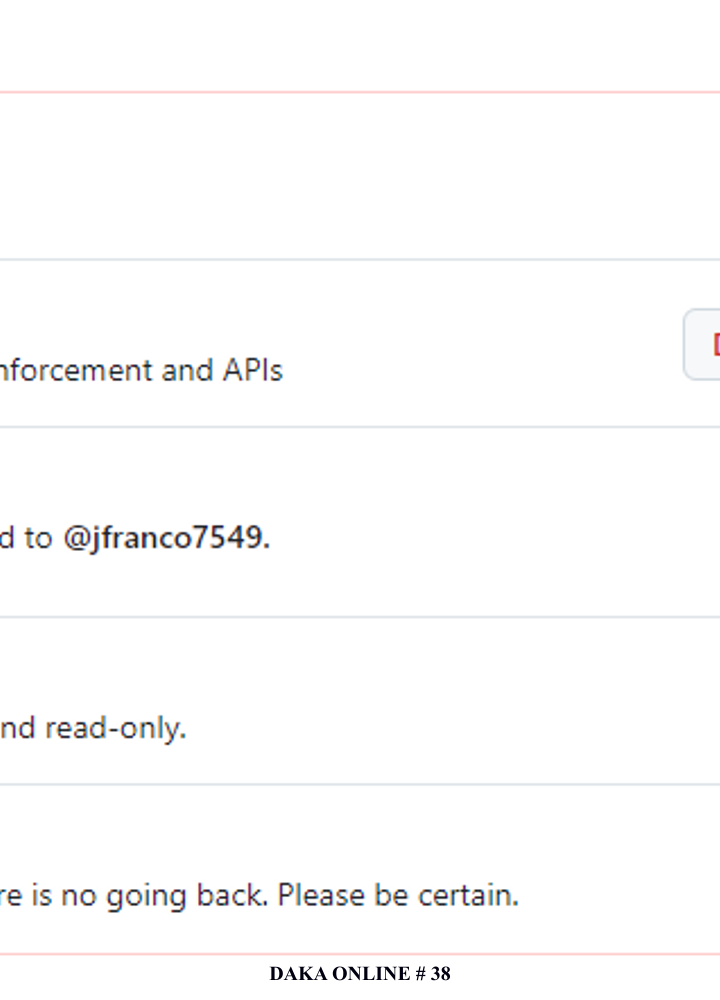 nforcement and APIs
d to @jfranco7549.
nd read-only.
re is no going back. Please be certain.
DAKA ONLINE # 38